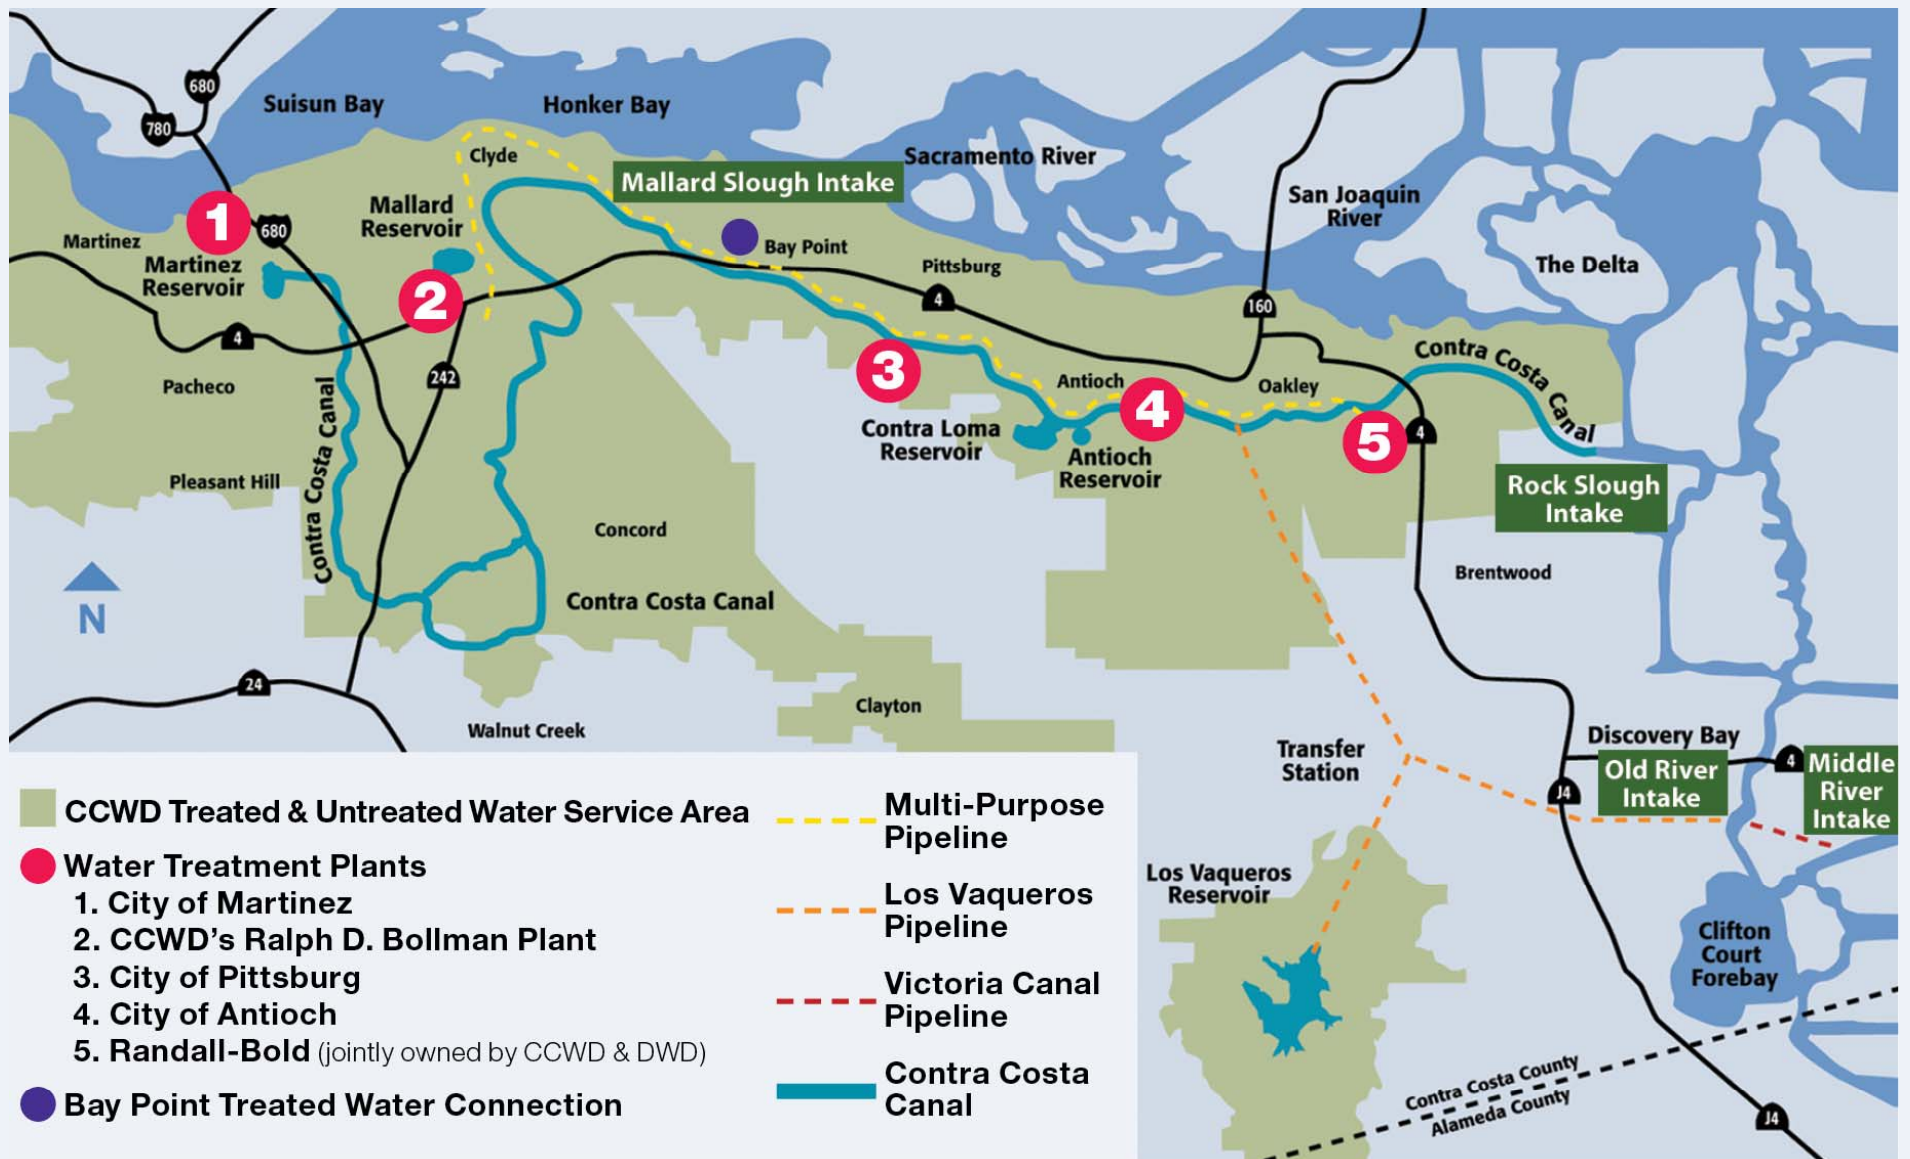 680
780
Suisun Bay
Honker Bay
Sacramento River
Clyde
Mallard Slough Intake
Mallard
Reservoir
San Joaquin
River
1
680
Martinez
Martinez
Reservoir
Bay Point
Pittsburg
The Delta
2
4
160
4
3
242
Pacheco
Contra Costa Canal
Antioch
4
Oakley
Contra Costa Canal
5
4
Contra Loma
Reservoir
Antioch
Reservoir
Pleasant Hill
Rock Slough
Intake
Concord
Brentwood
N
Contra Costa Canal
24
Clayton
Walnut Creek
Transfer
Station
Discovery Bay
4
Old River
Intake
Middle
River
Intake
J4
Los Vaqueros
Reservoir
Clifton
Court
Forebay
Contra Costa County
Alameda County
J4
CCWD Treated & Untreated Water Service Area
Water Treatment Plants
1. City of Martinez
2. CCWD’s Ralph D. Bollman Plant
3. City of Pittsburg
4. City of Antioch
5. Randall-Bold (jointly owned by CCWD & DWD)
Bay Point Treated Water Connection
Multi-Purpose
Pipeline
Los Vaqueros
Pipeline
Victoria Canal
Pipeline
Contra Costa
Canal